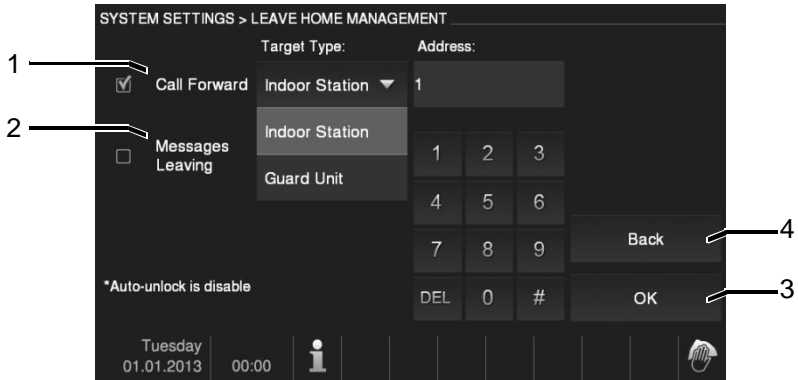 SYSTEM SETTINGS > LEAVE HOME MANAGEMENT
Target Type: Address:
1
Call Forward Indoor Station 1
2
Messages
Leaving
Indoor Station
Guard Unit
1 2 3
4 5 6
7 8 9
DEL 0 #
Back
4
OK
3
*Auto-unlock is disable
Tuesday
01.01.2013 00:00